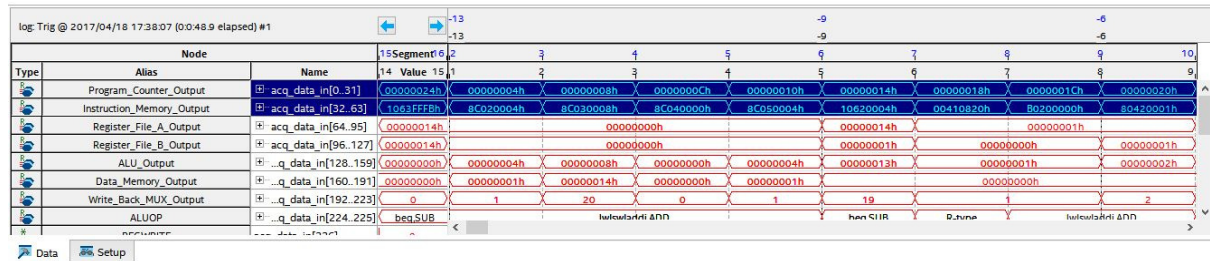 log: Trig @ 2017/04/18 17:38:07 (0:0:48.9 elapsed) #1
-13 -9 -6
-13 -9 -6
Node 15 Segment 16 2 3 4 5 6 7 8 9 10
Type Alias Name 14 Value 15 1 2 3 4 5 6 7 8 9
Program_Counter_Output acq_data_in[0..31] 00000024h 00000004h 00000008h 0000000Ch 00000010h 00000014h 00000018h 0000001Ch 00000020h
Instruction_Memory_Output acq_data_in[32..63] 1063FFFBh 8C020004h 8C030008h 8C040000h 8C050004h 10620004h 00410820h B0200000h 80420001h
Register_File_A_Output acq_data_in[64..95] 00000014h 00000000h 00000014h 00000001h
Register_File_B_Output acq_data_in[96..127] 00000014h 00000000h 00000001h 00000000h 00000001h
ALU_Output ...q_data_in[128..159] 00000000h 00000004h 00000008h 00000000h 00000004h 00000013h 00000001h 00000002h
Data_Memory_Output ...q_data_in[160..191] 00000000h 00000001h 00000014h 00000000h 00000001h 00000000h
Write_Back_MUX_Output ...q_data_in[192..223] 0 1 20 0 1 19 1 2
ALUOP ...q_data_in[224..225] beq,SUB lwlswladdi ADD beq,SUB R-type lwlswladdi ADD
Data Setup